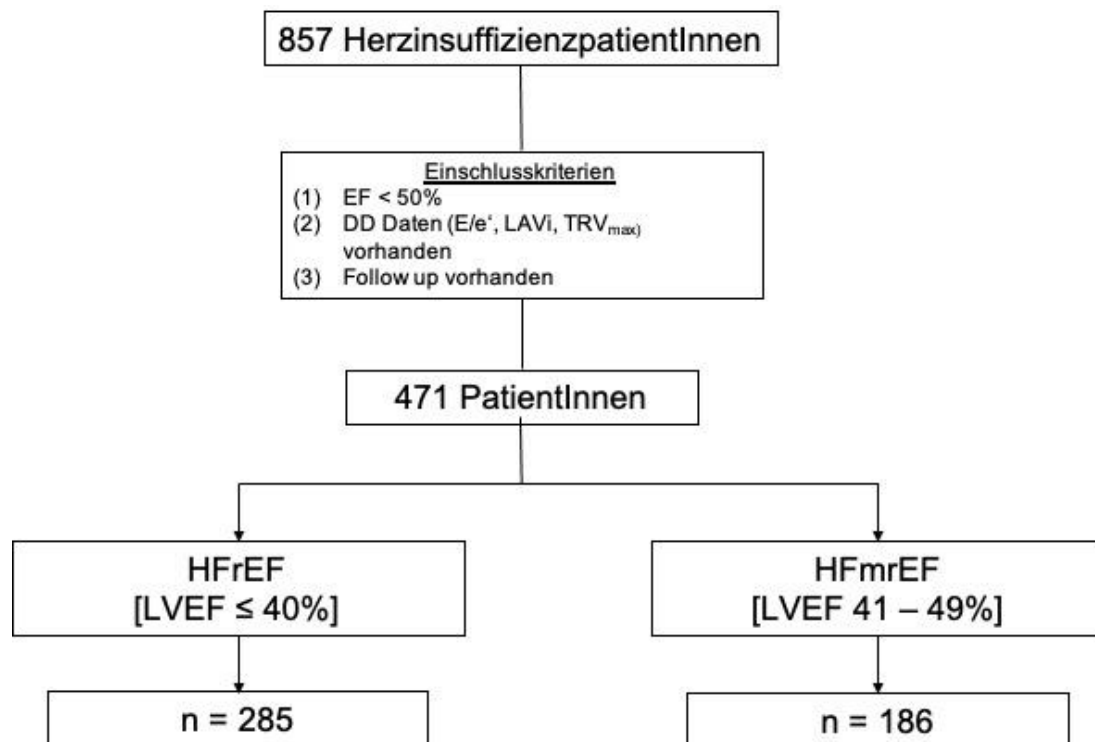 857 HerzinsuffizienzpatientInnen
Einschlusskriterien
(1) EF < 50%
(2) DD Daten (E/e‘, LAVi, TRVmax)
vorhanden
(3) Follow up vorhanden
471 PatientInnen
HFrEF
[LVEF ≤ 40%]
HFmrEF
[LVEF 41 – 49%]
n = 285
n = 186